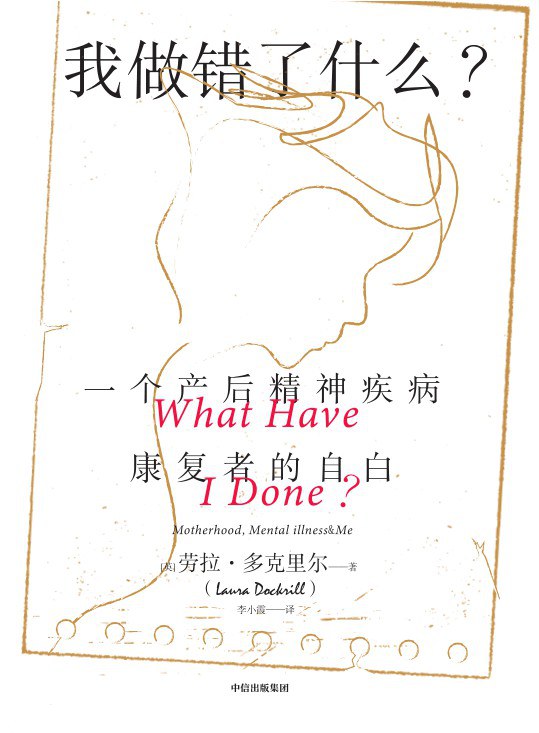 我做错了什么？
一个产后精神疾病
What Have
康复者的自白
I Done？
Motherhood, Mental illness&Me
[英]劳拉·多克里尔——著
（Laura Dockrill）
李小霞——译
中信出版集团